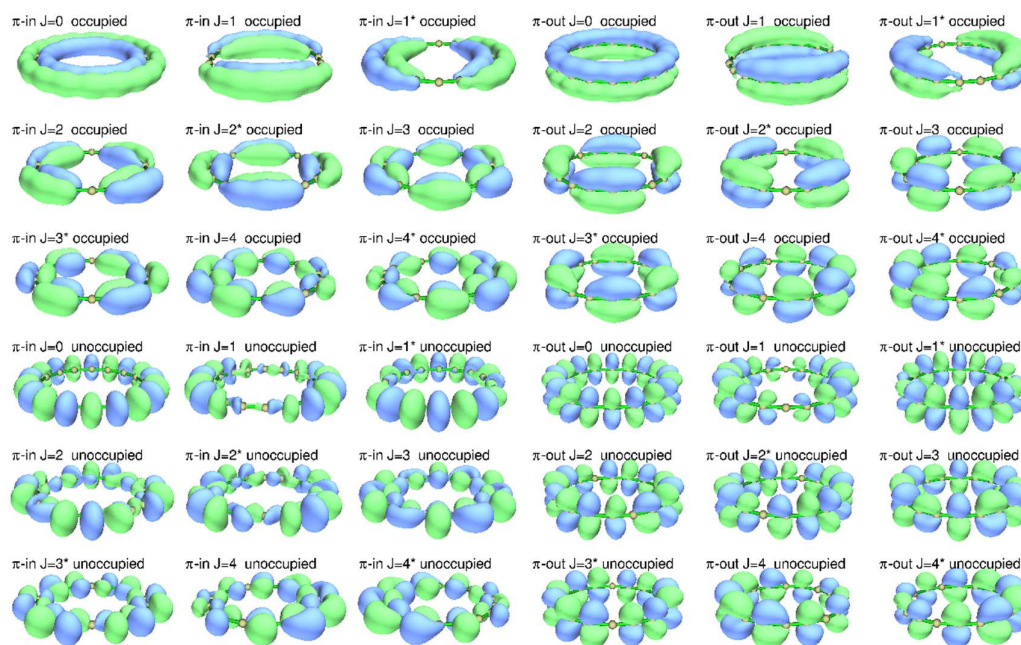 π-in J=0 occupied π-in J=1 occupied π-in J=1* occupied π-out J=0 occupied π-out J=1 occupied π-out J=1* occupied
π-in J=2 occupied π-in J=2* occupied π-in J=3 occupied π-out J=2 occupied π-out J=2* occupied π-out J=3 occupied
π-in J=3* occupied π-in J=4 occupied π-in J=4* occupied π-out J=3* occupied π-out J=4 occupied π-out J=4* occupied
π-in J=0 unoccupied π-in J=1 unoccupied π-in J=1* unoccupied π-out J=0 unoccupied π-out J=1 unoccupied π-out J=1* unoccupied
π-in J=2 unoccupied π-in J=2* unoccupied π-in J=3 unoccupied π-out J=2 unoccupied π-out J=2* unoccupied π-out J=3 unoccupied
π-in J=3* unoccupied π-in J=4 unoccupied π-in J=4* unoccupied π-out J=3* unoccupied π-out J=4 unoccupied π-out J=4* unoccupied